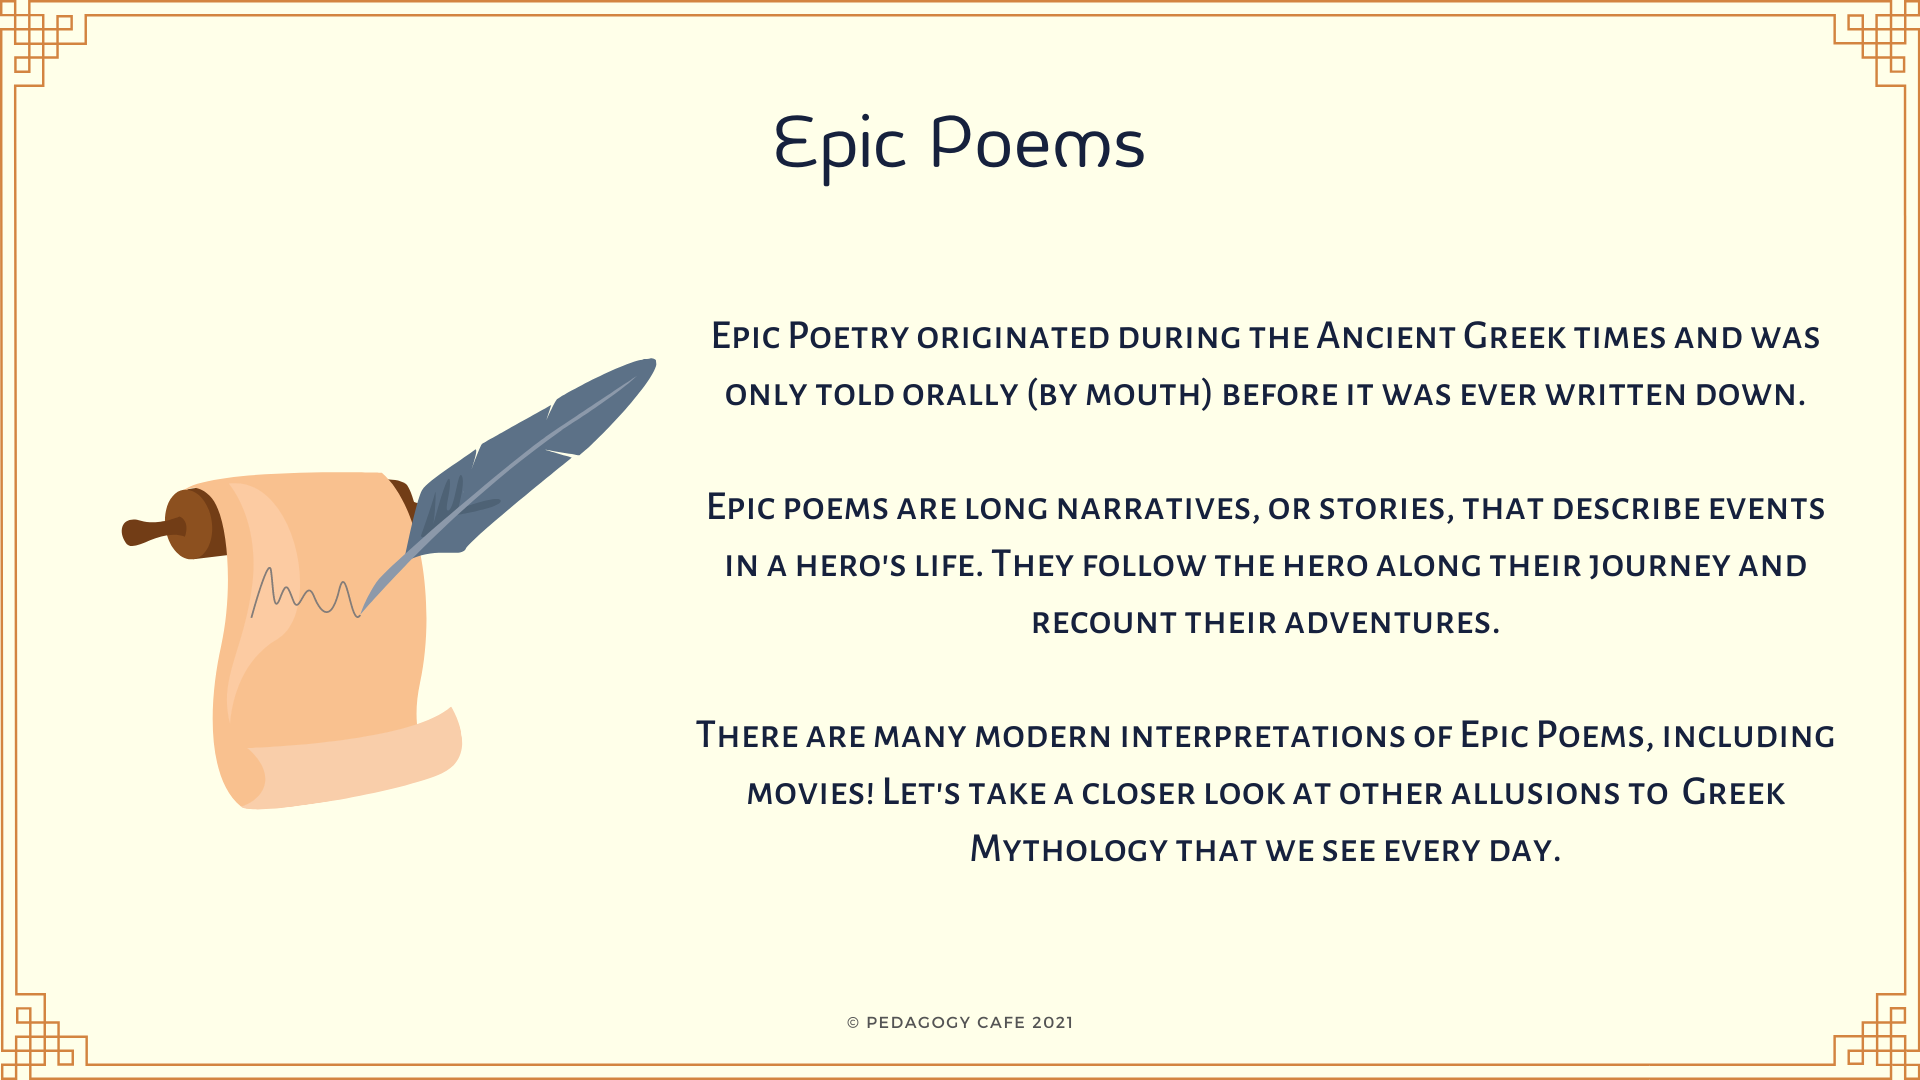 Epic Poems
Epic Poetry originated during the Ancient Greek times and was
only told orally (by mouth) before it was ever written down.
Epic poems are long narratives, or stories, that describe events
in a hero's life. They follow the hero along their journey and
recount their adventures.
There are many modern interpretations of Epic Poems, including
movies! Let's take a closer look at other allusions to Greek
Mythology that we see every day.
© PEDAGOGY CAFE 2021